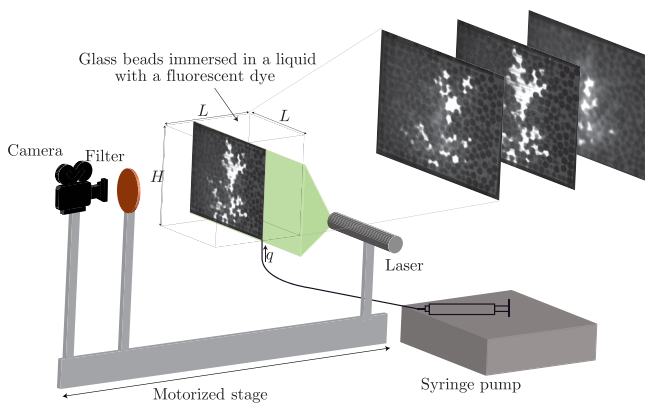 Glass beads immersed in a liquid
with a fluorescent dye
L
L
Camera
Filter
H
q
Laser
Syringe pump
Motorized stage